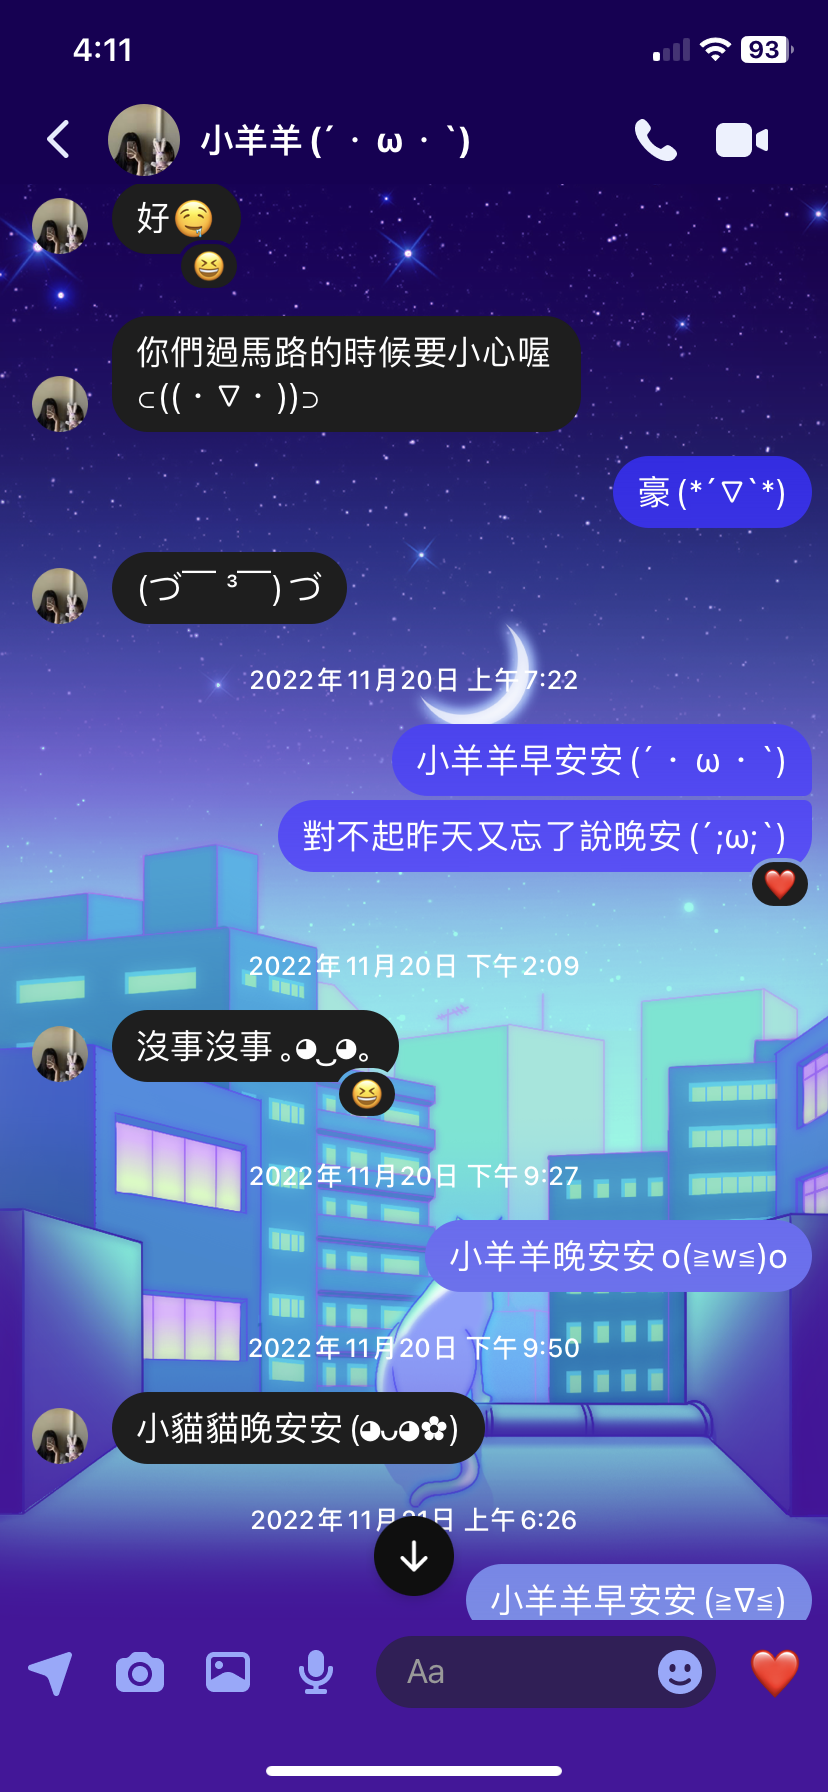 4:11
93
小羊羊 (´・ω・`)
好🤤
😆
你們過馬路的時候要小心喔
⊂((・▽・))⊃
豪 (*´▽`*)
(づ￣ ³￣)づ
2022年11月20日 上午7:22
小羊羊早安安 (´・ω・`)
對不起昨天又忘了說晚安 (´;ω;`)
❤️
2022年11月20日 下午2:09
沒事沒事 ｡◕‿◕｡
😆
2022年11月20日 下午9:27
小羊羊晚安安 o(≧w≦)o
2022年11月20日 下午9:50
小貓貓晚安安 (◕ᴗ◕✿)
2022年11月21日 上午6:26
小羊羊早安安 (≧∇≦)
Aa